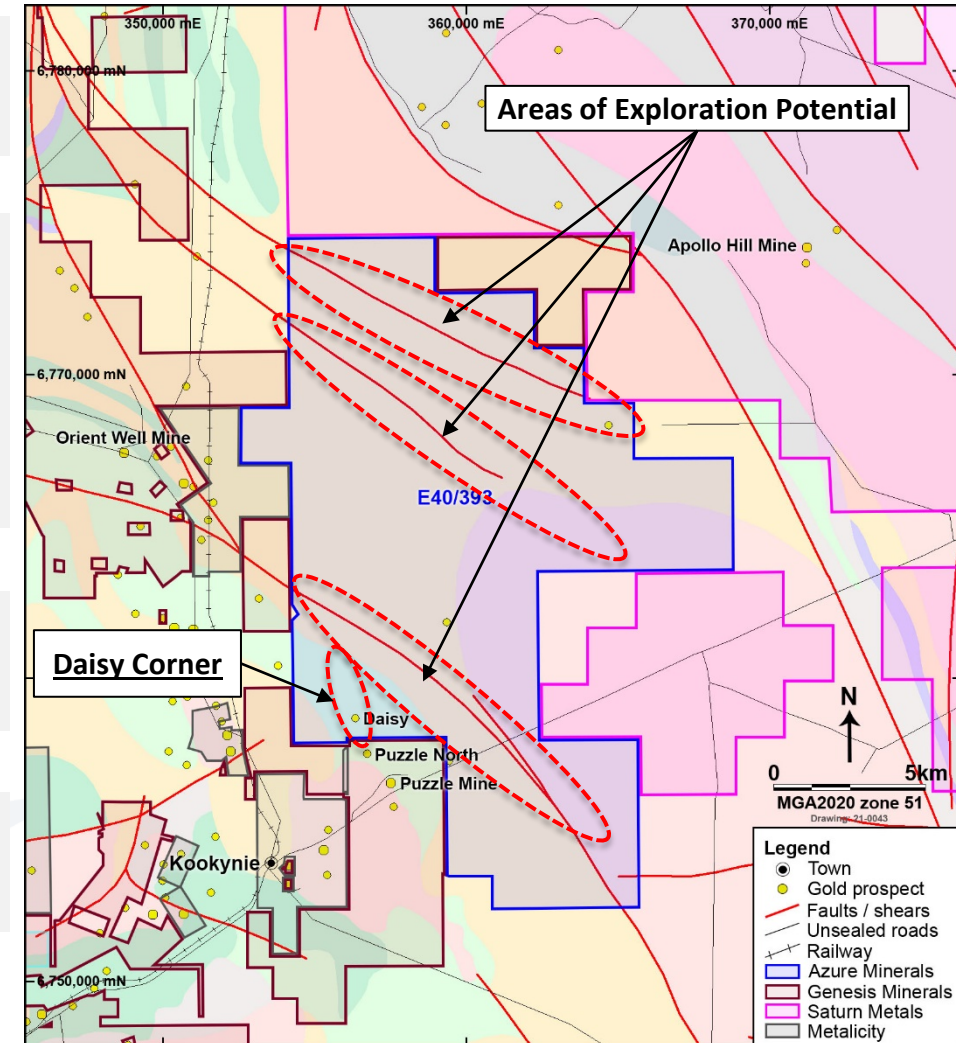 350,000 mE
360,000 mE
370,000 mE
6,780,000 mN
Areas of Exploration Potential
Apollo Hill Mine
6,770,000 mN
Orient Well Mine
E40/393
Daisy Corner
Daisy
Puzzle North
Puzzle Mine
Kookynie
N
0 5km
MGA2020 zone 51
Drawing: 21-0043
6,750,000 mN
Legend
Town
Gold prospect
Faults / shears
Unsealed roads
Railway
Azure Minerals
Genesis Minerals
Saturn Metals
Metalicity